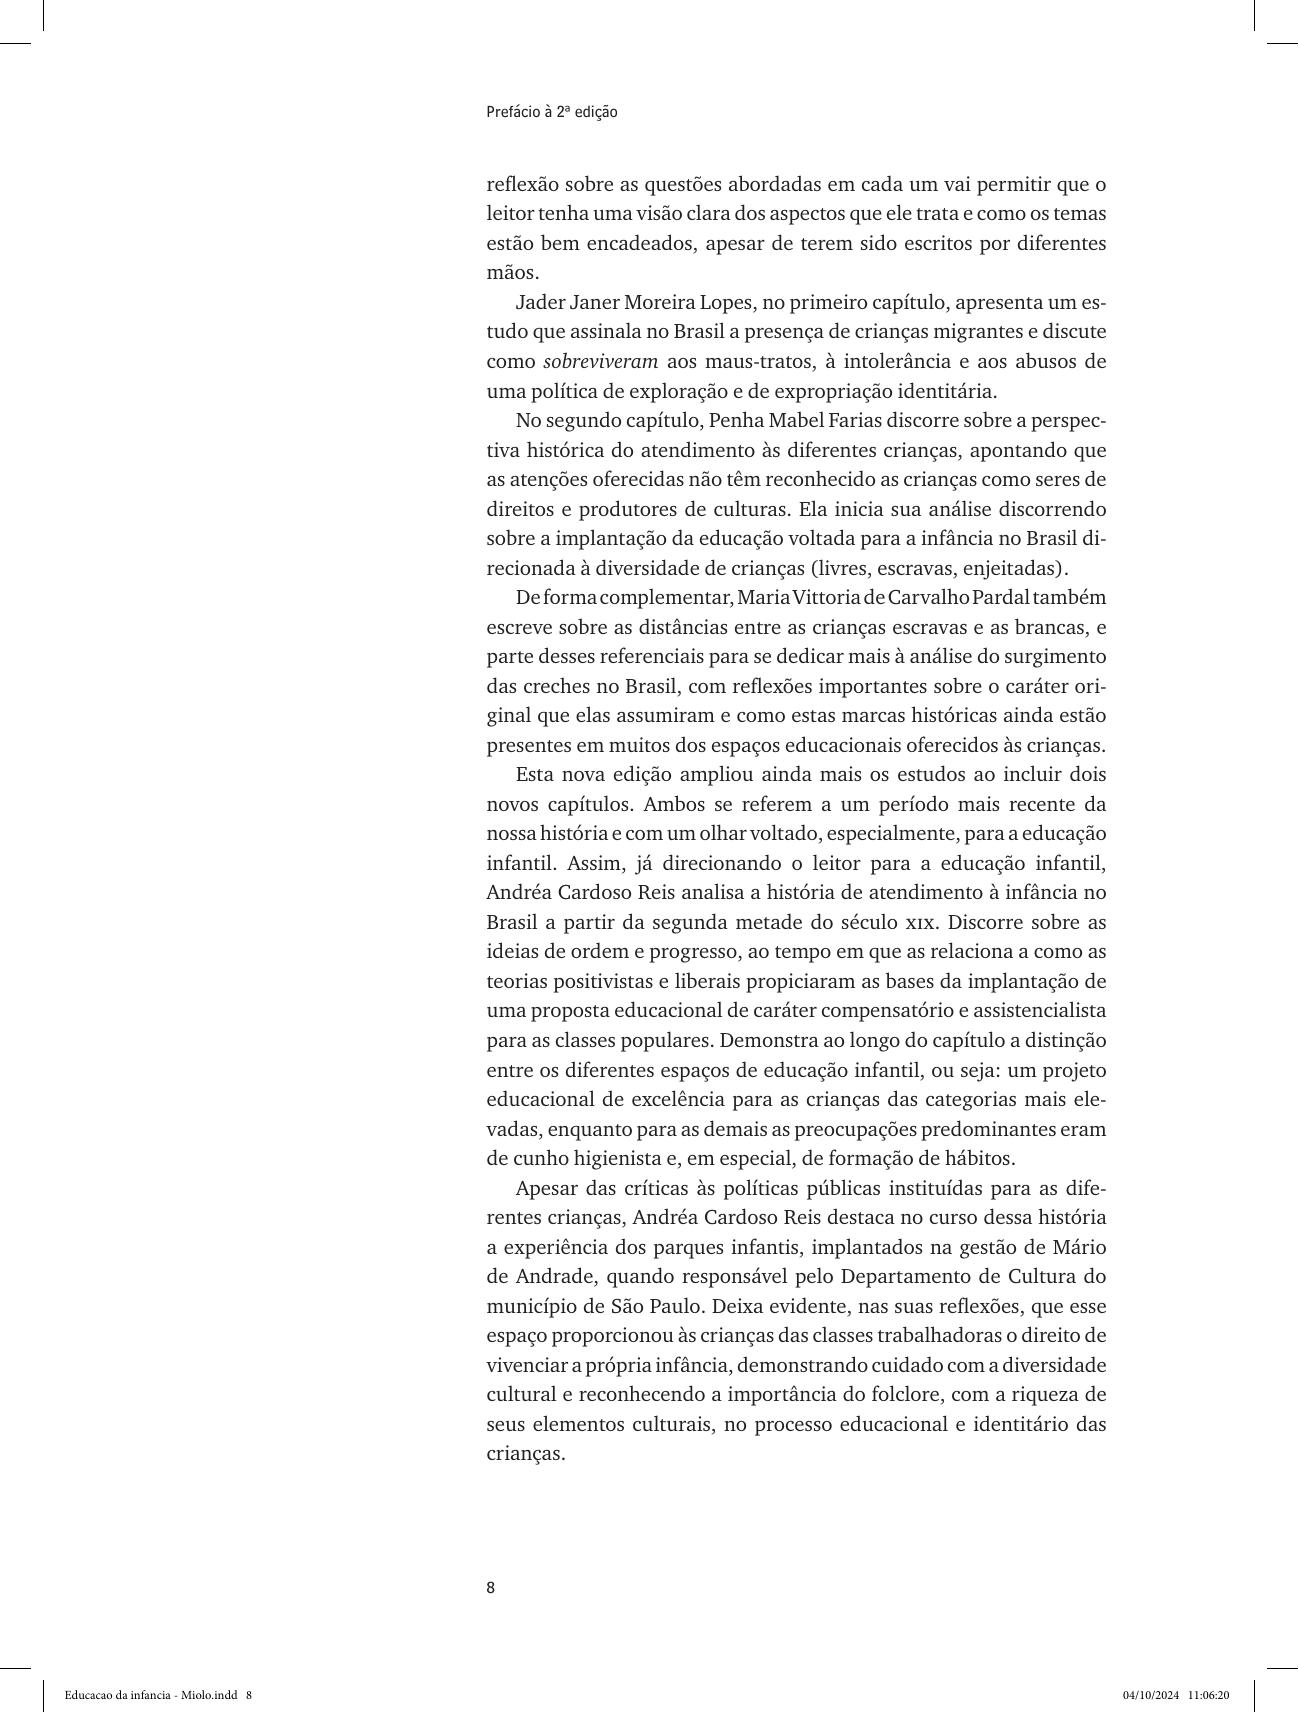 Prefácio à 2ª edição
reflexão sobre as questões abordadas em cada um vai permitir que o
leitor tenha uma visão clara dos aspectos que ele trata e como os temas
estão bem encadeados, apesar de terem sido escritos por diferentes
mãos.
Jader Janer Moreira Lopes, no primeiro capítulo, apresenta um es-
tudo que assinala no Brasil a presença de crianças migrantes e discute
como sobreviveram aos maus-tratos, à intolerância e aos abusos de
uma política de exploração e de expropriação identitária.
No segundo capítulo, Penha Mabel Farias discorre sobre a perspec-
tiva histórica do atendimento às diferentes crianças, apontando que
as atenções oferecidas não têm reconhecido as crianças como seres de
direitos e produtores de culturas. Ela inicia sua análise discorrendo
sobre a implantação da educação voltada para a infância no Brasil di-
recionada à diversidade de crianças (livres, escravas, enjeitadas).
De forma complementar, Maria Vittoria de Carvalho Pardal também
escreve sobre as distâncias entre as crianças escravas e as brancas, e
parte desses referenciais para se dedicar mais à análise do surgimento
das creches no Brasil, com reflexões importantes sobre o caráter ori-
ginal que elas assumiram e como estas marcas históricas ainda estão
presentes em muitos dos espaços educacionais oferecidos às crianças.
Esta nova edição ampliou ainda mais os estudos ao incluir dois
novos capítulos. Ambos se referem a um período mais recente da
nossa história e com um olhar voltado, especialmente, para a educação
infantil. Assim, já direcionando o leitor para a educação infantil,
Andréa Cardoso Reis analisa a história de atendimento à infância no
Brasil a partir da segunda metade do século XIX. Discorre sobre as
ideias de ordem e progresso, ao tempo em que as relaciona a como as
teorias positivistas e liberais propiciaram as bases da implantação de
uma proposta educacional de caráter compensatório e assistencialista
para as classes populares. Demonstra ao longo do capítulo a distinção
entre os diferentes espaços de educação infantil, ou seja: um projeto
educacional de excelência para as crianças das categorias mais ele-
vadas, enquanto para as demais as preocupações predominantes eram
de cunho higienista e, em especial, de formação de hábitos.
Apesar das críticas às políticas públicas instituídas para as dife-
rentes crianças, Andréa Cardoso Reis destaca no curso dessa história
a experiência dos parques infantis, implantados na gestão de Mário
de Andrade, quando responsável pelo Departamento de Cultura do
município de São Paulo. Deixa evidente, nas suas reflexões, que esse
espaço proporcionou às crianças das classes trabalhadoras o direito de
vivenciar a própria infância, demonstrando cuidado com a diversidade
cultural e reconhecendo a importância do folclore, com a riqueza de
seus elementos culturais, no processo educacional e identitário das
crianças.
8
Educacao da infancia - Miolo.indd 8 04/10/2024 11:06:20